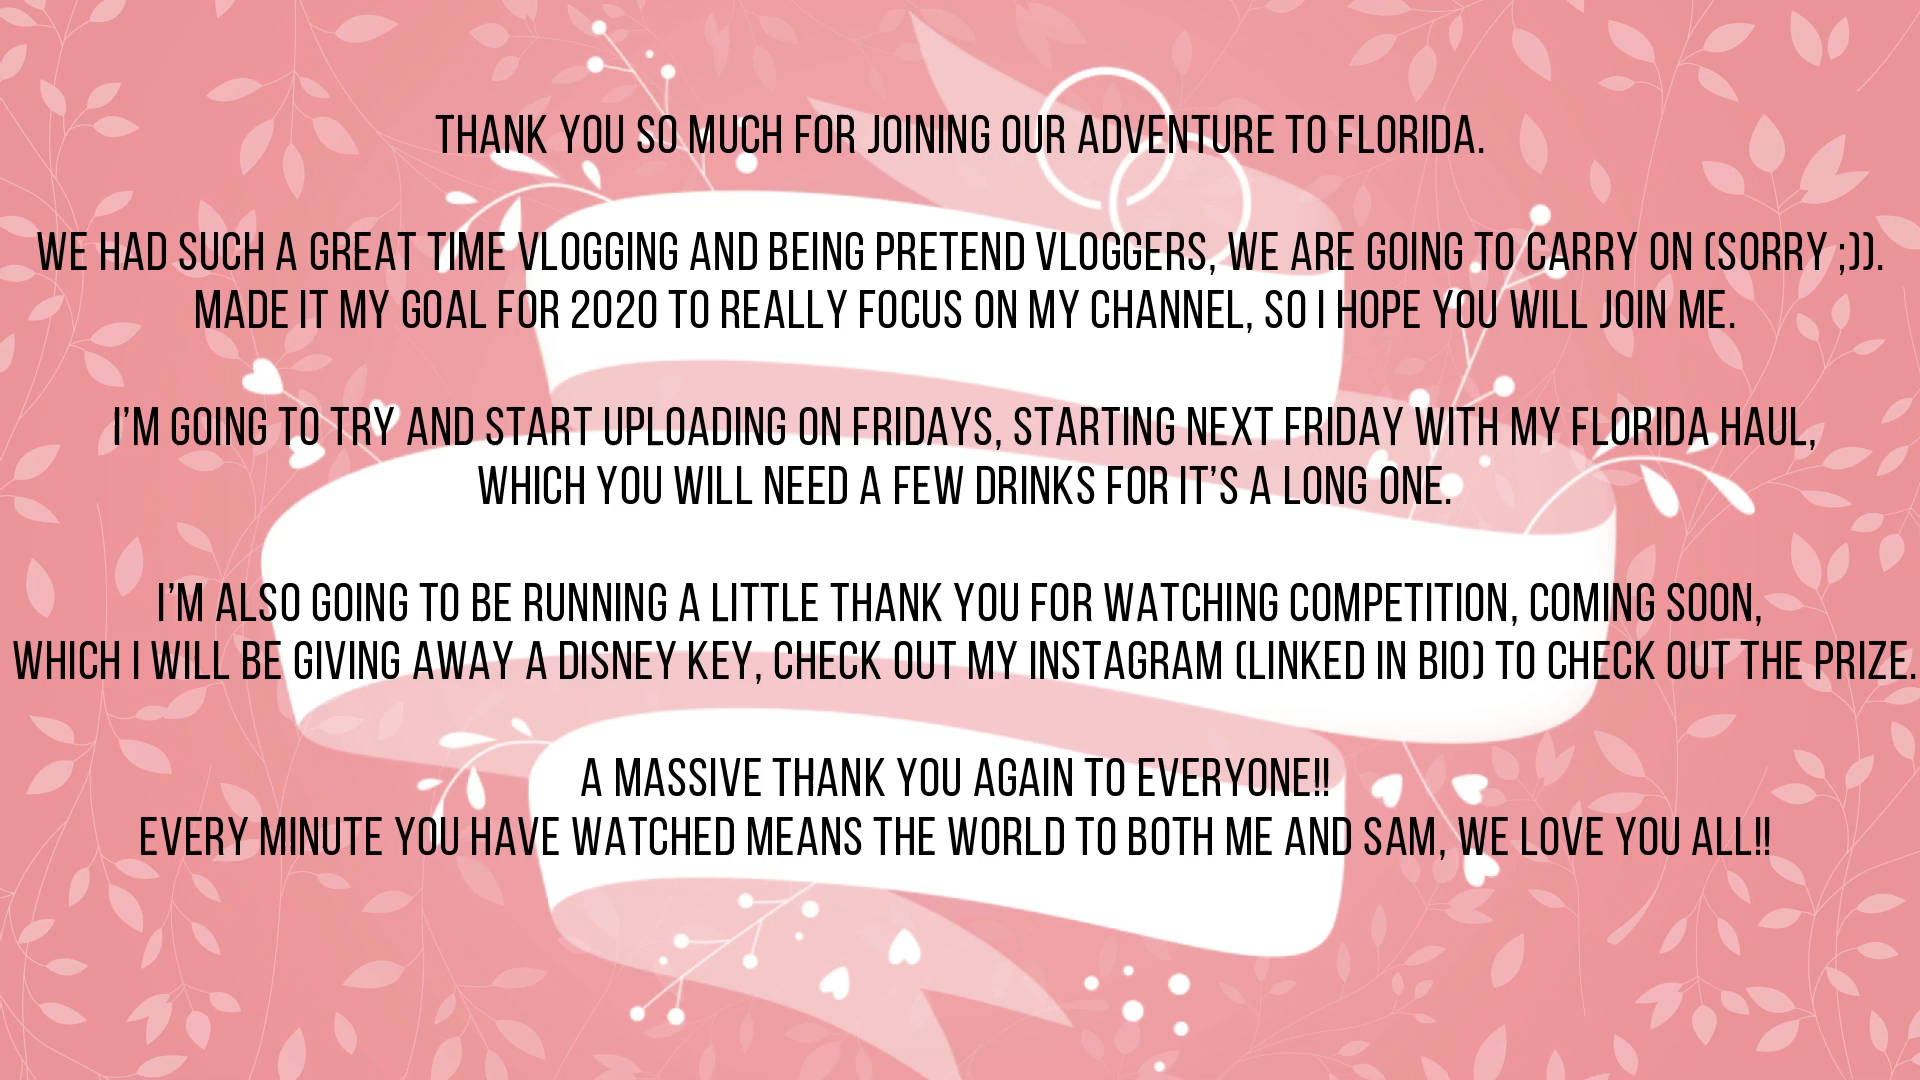 THANK YOU SO MUCH FOR JOINING OUR ADVENTURE TO FLORIDA.
WE HAD SUCH A GREAT TIME VLOGGING AND BEING PRETEND VLOGGERS, WE ARE GOING TO CARRY ON (SORRY ;)).
MADE IT MY GOAL FOR 2020 TO REALLY FOCUS ON MY CHANNEL, SO I HOPE YOU WILL JOIN ME.
I'M GOING TO TRY AND START UPLOADING ON FRIDAYS, STARTING NEXT FRIDAY WITH MY FLORIDA HAUL,
WHICH YOU WILL NEED A FEW DRINKS FOR IT'S A LONG ONE.
I'M ALSO GOING TO BE RUNNING A LITTLE THANK YOU FOR WATCHING COMPETITION, COMING SOON,
WHICH I WILL BE GIVING AWAY A DISNEY KEY, CHECK OUT MY INSTAGRAM (LINKED IN BIO) TO CHECK OUT THE PRIZE.
A MASSIVE THANK YOU AGAIN TO EVERYONE!!
EVERY MINUTE YOU HAVE WATCHED MEANS THE WORLD TO BOTH ME AND SAM, WE LOVE YOU ALL!!